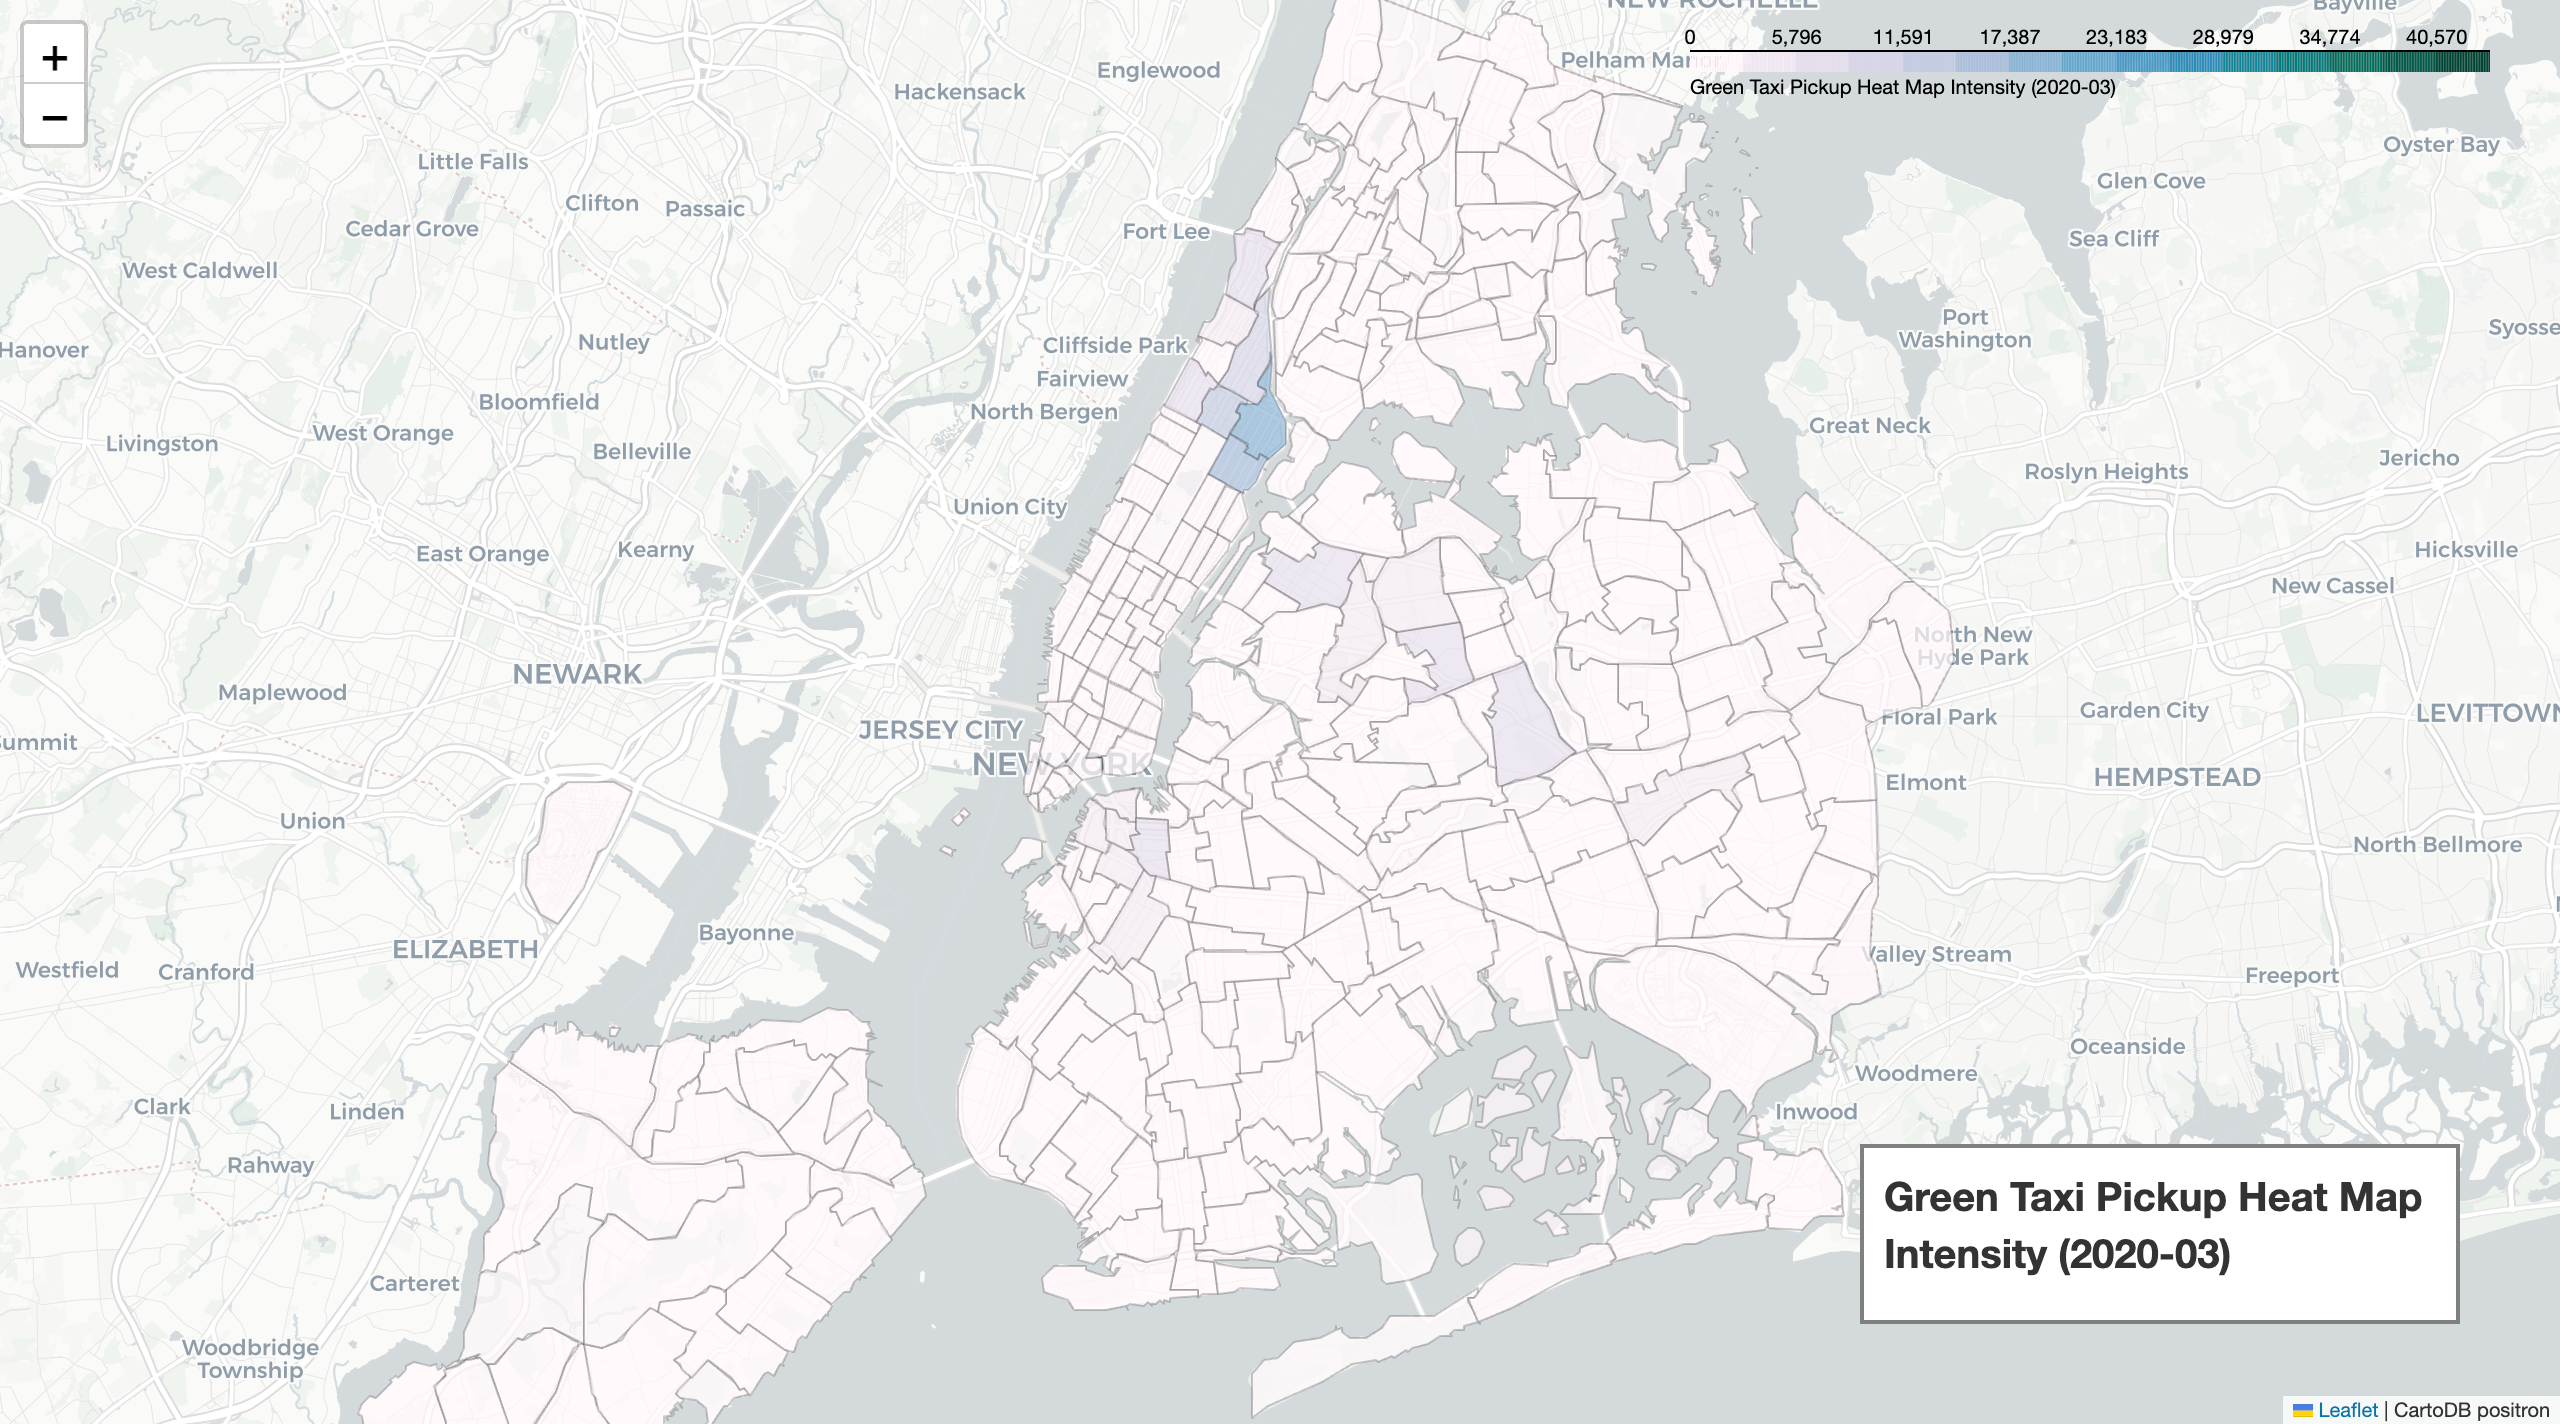 +
−
NEW ROCHELLE
Bayville
0 5,796 11,591 17,387 23,183 28,979 34,774 40,570
Green Taxi Pickup Heat Map Intensity (2020-03)
Pelham Manor
Englewood
Hackensack
Oyster Bay
Little Falls
Glen Cove
Clifton
Passaic
Cedar Grove
Fort Lee
Sea Cliff
West Caldwell
Port
Washington
Syosse
Hanover
Nutley
Cliffside Park
Fairview
North Bergen
Bloomfield
Great Neck
Livingston
West Orange
Belleville
Jericho
Roslyn Heights
Union City
East Orange
Kearny
Hicksville
New Cassel
North New
Hyde Park
NEWARK
Maplewood
Garden City
LEVITTOWN
Floral Park
JERSEY CITY
Summit
NEW YORK
HEMPSTEAD
Elmont
Union
North Bellmore
Bayonne
ELIZABETH
Valley Stream
Westfield
Cranford
Freeport
Oceanside
Woodmere
Clark
Linden
Inwood
Rahway
Green Taxi Pickup Heat Map
Intensity (2020-03)
Carteret
Woodbridge
Township
Leaflet | CartoDB positron